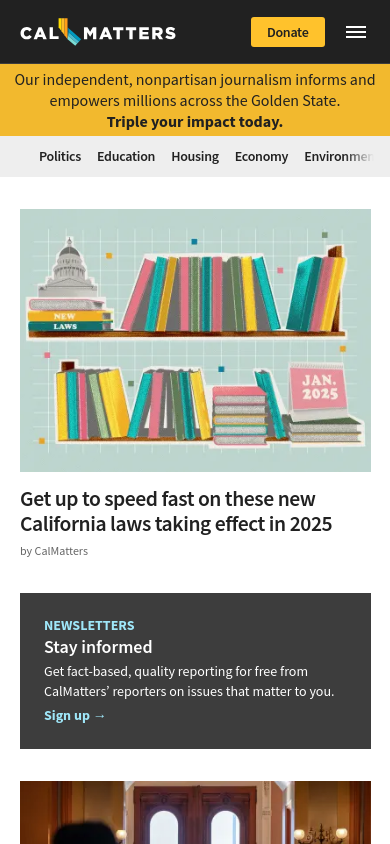 CALMATTERS
Donate
Our independent, nonpartisan journalism informs and
empowers millions across the Golden State.
Triple your impact today.
Politics Education Housing Economy
NEW
LAWS
JAN.
2025
Get up to speed fast on these new
California laws taking effect in 2025
by CalMatters
NEWSLETTERS
Stay informed
Get fact-based, quality reporting for free from
CalMatters’ reporters on issues that matter to you.
Sign up →